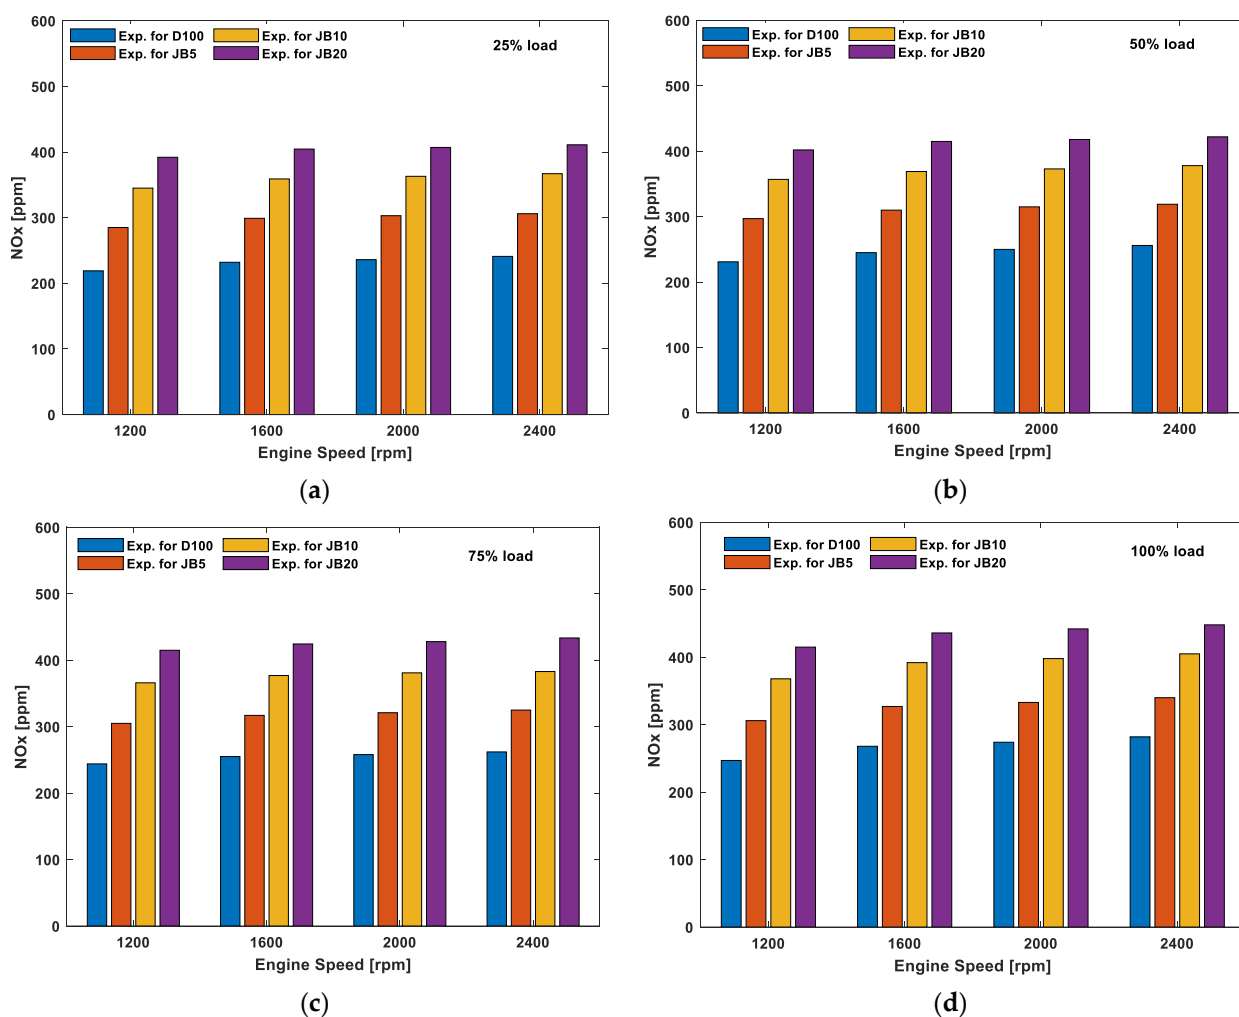 600
500
400
300
200
100
0
NOx [ppm]
Exp. for D100 Exp. for JB10
Exp. for JB5 Exp. for JB20
25% load
1200 1600 2000 2400
Engine Speed [rpm]
(a)
600
500
400
300
200
100
0
NOx [ppm]
Exp. for D100 Exp. for JB10
Exp. for JB5 Exp. for JB20
50% load
1200 1600 2000 2400
Engine Speed [rpm]
(b)
600
500
400
300
200
100
0
NOx [ppm]
Exp. for D100 Exp. for JB10
Exp. for JB5 Exp. for JB20
75% load
1200 1600 2000 2400
Engine Speed [rpm]
(c)
600
500
400
300
200
100
0
NOx [ppm]
Exp. for D100 Exp. for JB10
Exp. for JB5 Exp. for JB20
100% load
1200 1600 2000 2400
Engine Speed [rpm]
(d)